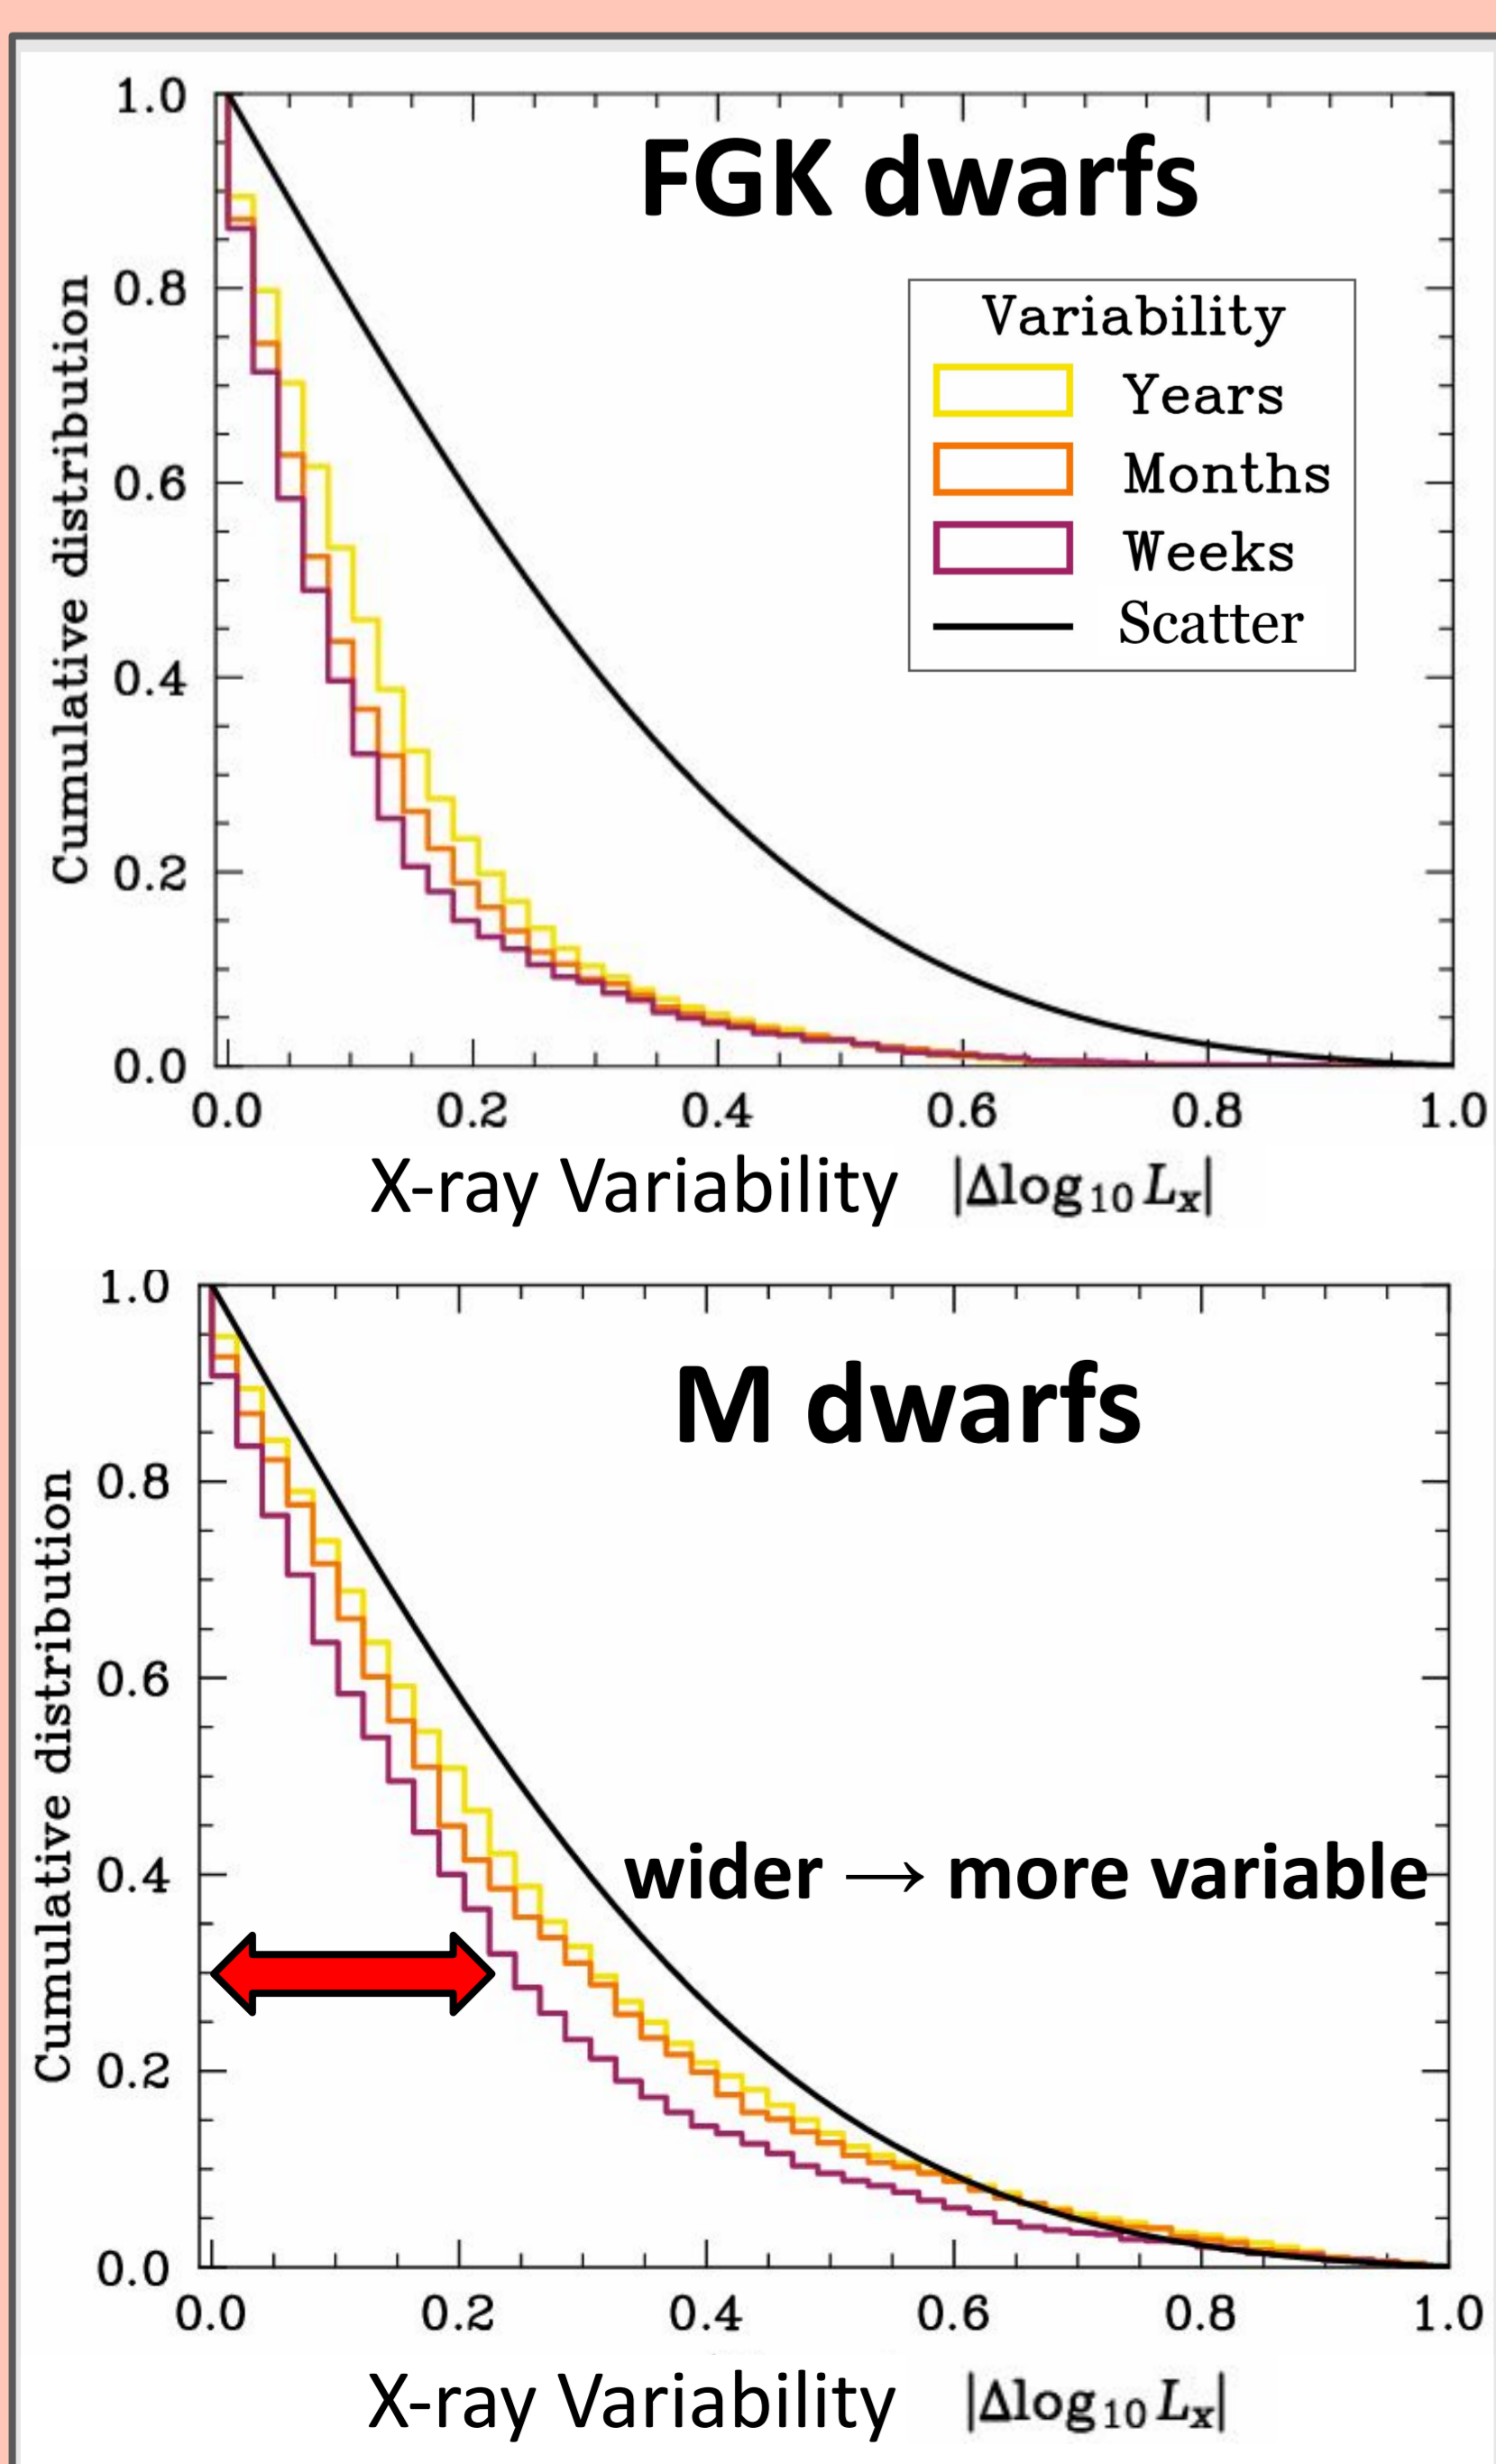 FGK dwarfs
Cumulative distribution
1.0
0.8
0.6
0.4
0.2
0.0
Variability
Years
Months
Weeks
Scatter
0.0 0.2 0.4 0.6 0.8 1.0
X-ray Variability |Δlog₁₀ Lₓ|
M dwarfs
Cumulative distribution
1.0
0.8
0.6
0.4
0.2
0.0
wider → more variable
0.0 0.2 0.4 0.6 0.8 1.0
X-ray Variability |Δlog₁₀ Lₓ|